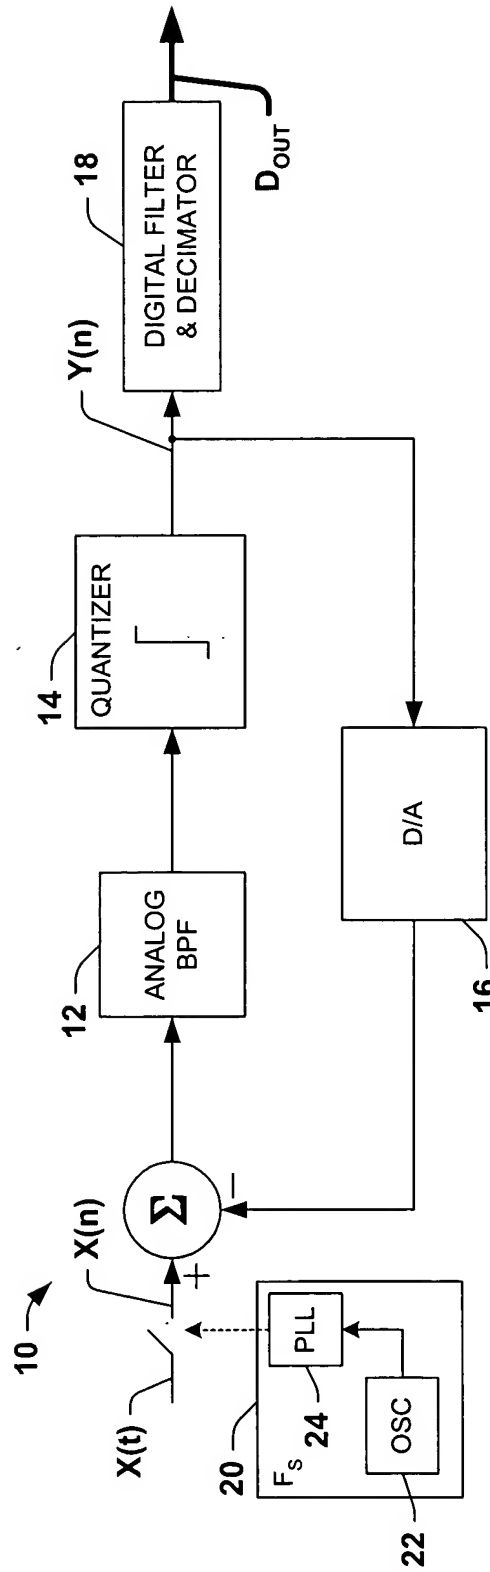 10
X(t)
X(n)
+
−
Σ
12
ANALOG
BPF
14
QUANTIZER
Y(n)
18
DIGITAL FILTER
& DECIMATOR
D_OUT
D/A
16
20
F_S
PLL
24
OSC
22